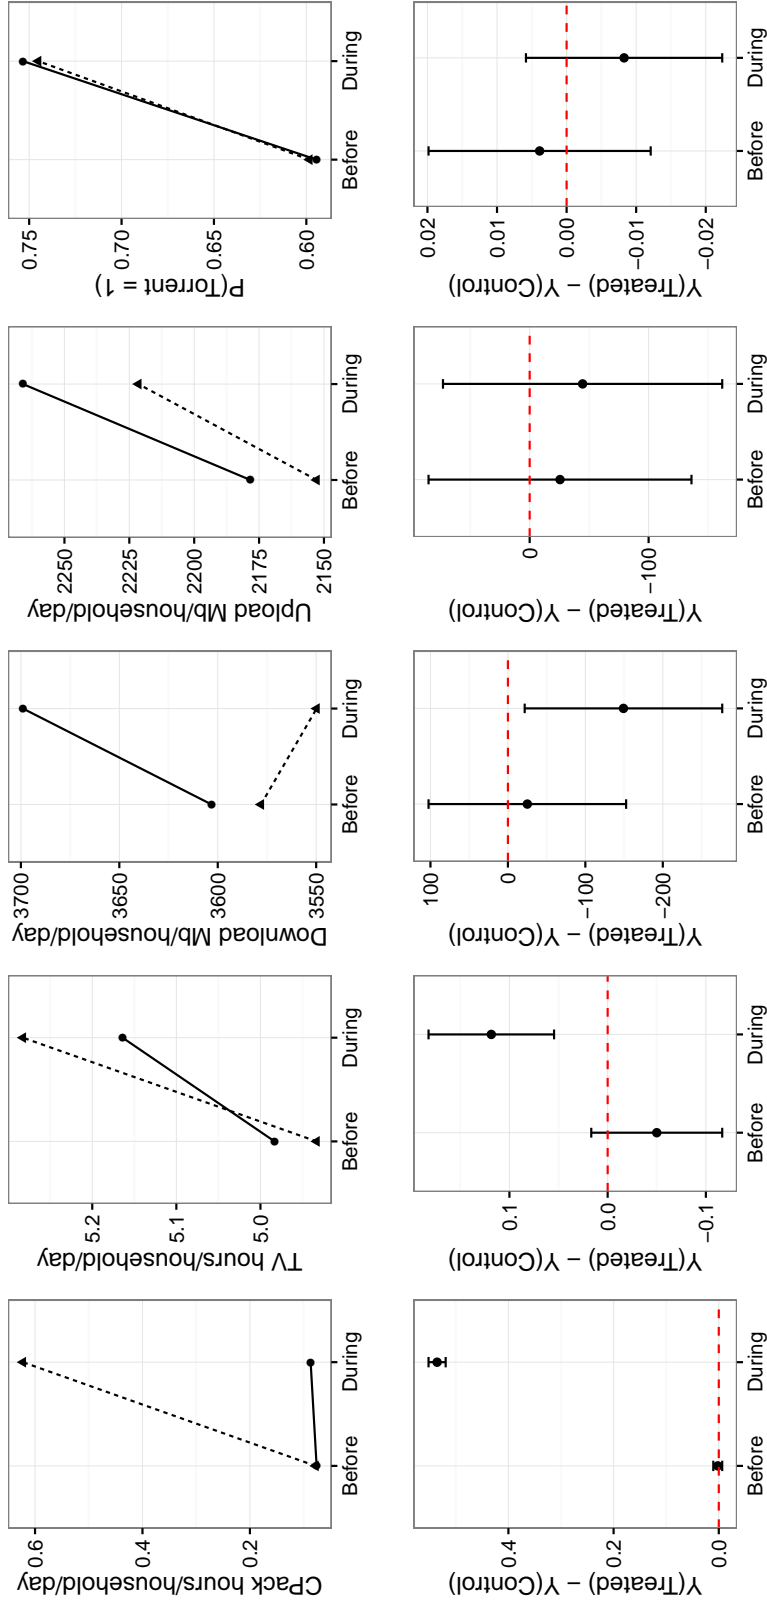 CPack hours/household/day
0.6
0.4
0.2
Before
During
TV hours/household/day
5.2
5.1
5.0
Before
During
Download Mb/household/day
3700
3650
3600
3550
Before
During
Upload Mb/household/day
2250
2225
2200
2175
2150
Before
During
P(Torrent = 1)
0.75
0.70
0.65
0.60
Before
During
Y(Treated) − Y(Control)
0.4
0.2
0.0
Before
During
Y(Treated) − Y(Control)
0.1
0.0
−0.1
Before
During
Y(Treated) − Y(Control)
100
0
−100
−200
Before
During
Y(Treated) − Y(Control)
0
−100
Before
During
Y(Treated) − Y(Control)
0.02
0.01
0.00
−0.01
−0.02
Before
During